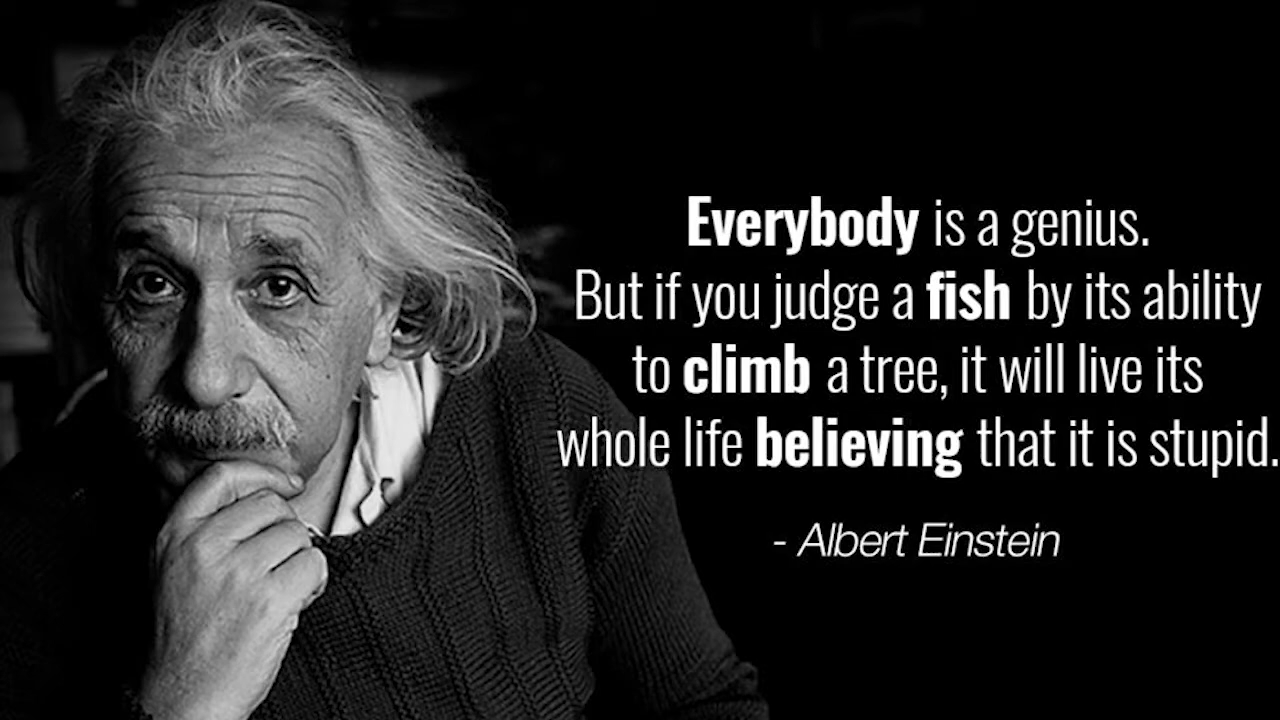 Everybody is a genius.
But if you judge a fish by its ability
to climb a tree, it will live its
whole life believing that it is stupid.
- Albert Einstein